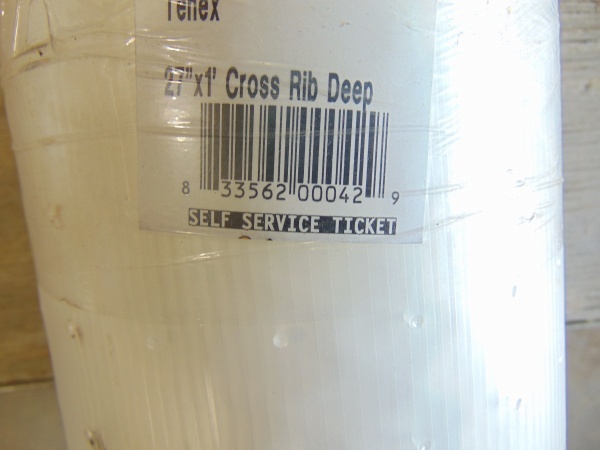 Tenex
27"x1' Cross Rib Deep
8 33562 00042 9
SELF SERVICE TICKET